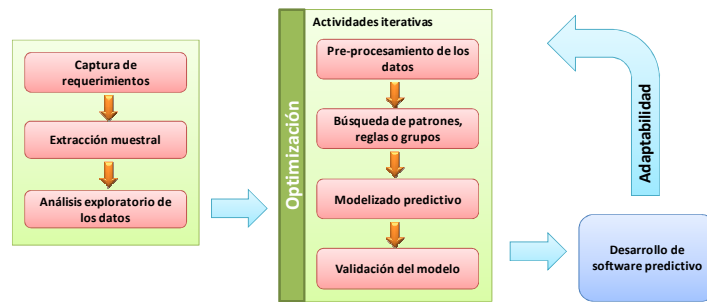 Captura de
requerimientos
Extracción muestral
Análisis exploratorio de
los datos
Optimización
Actividades iterativas
Pre-procesamiento de los
datos
Búsqueda de patrones,
reglas o grupos
Modelizado predictivo
Validación del modelo
Adaptabilidad
Desarrollo de
software predictivo